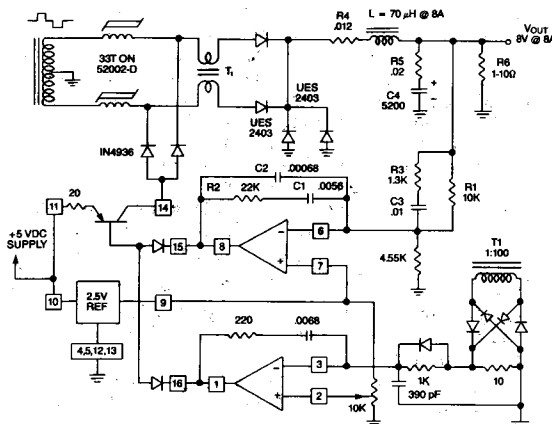 L = 70 µH @ 8A
R4
.012
VOUT
8V @ 8A
33T ON
52002-D
T1
R5
.02
C4
5200
+
−
R6
1-10Ω
UES
2403
UES
2403
IN4936
C2
.00068
R2
22K
C1
.0056
R3
1.3K
C3
.01
R1
10K
20
11
14
15
8
−
+
6
7
4.55K
T1
1:100
+5 VDC
SUPPLY
10
2.5V
REF
9
4,5,12,13
220
.0068
16
1
−
+
3
2
10K
1K
390 pF
10